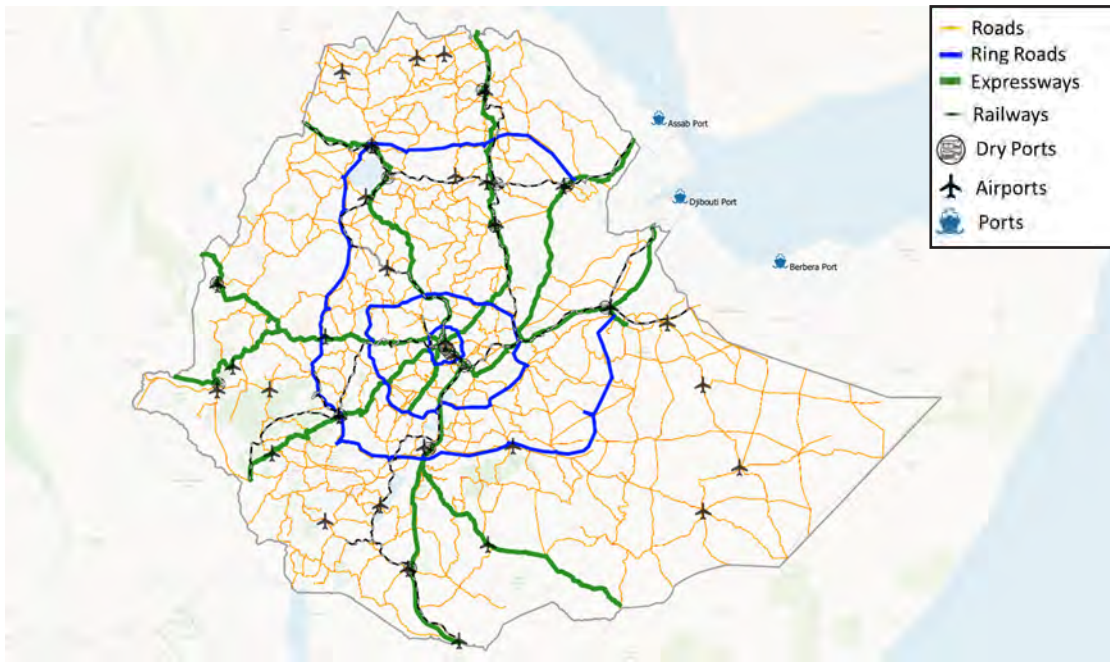 Roads
Ring Roads
Expressways
Railways
Dry Ports
Airports
Ports
Assab Port
Djibouti Port
Berbera Port